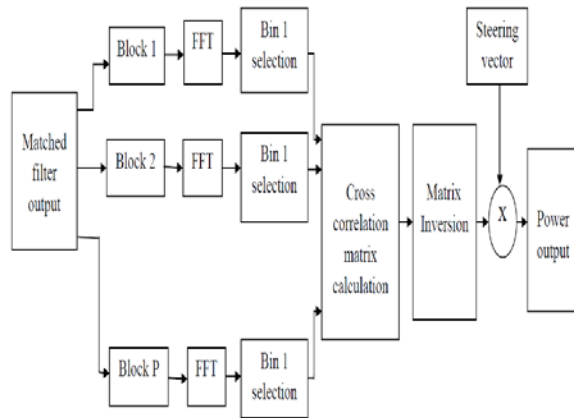 Matched
filter
output
Block 1
FFT
Bin 1
selection
Block 2
FFT
Bin 1
selection
Block P
FFT
Bin 1
selection
Cross
correlation
matrix
calculation
Matrix
Inversion
Steering
vector
X
Power
output